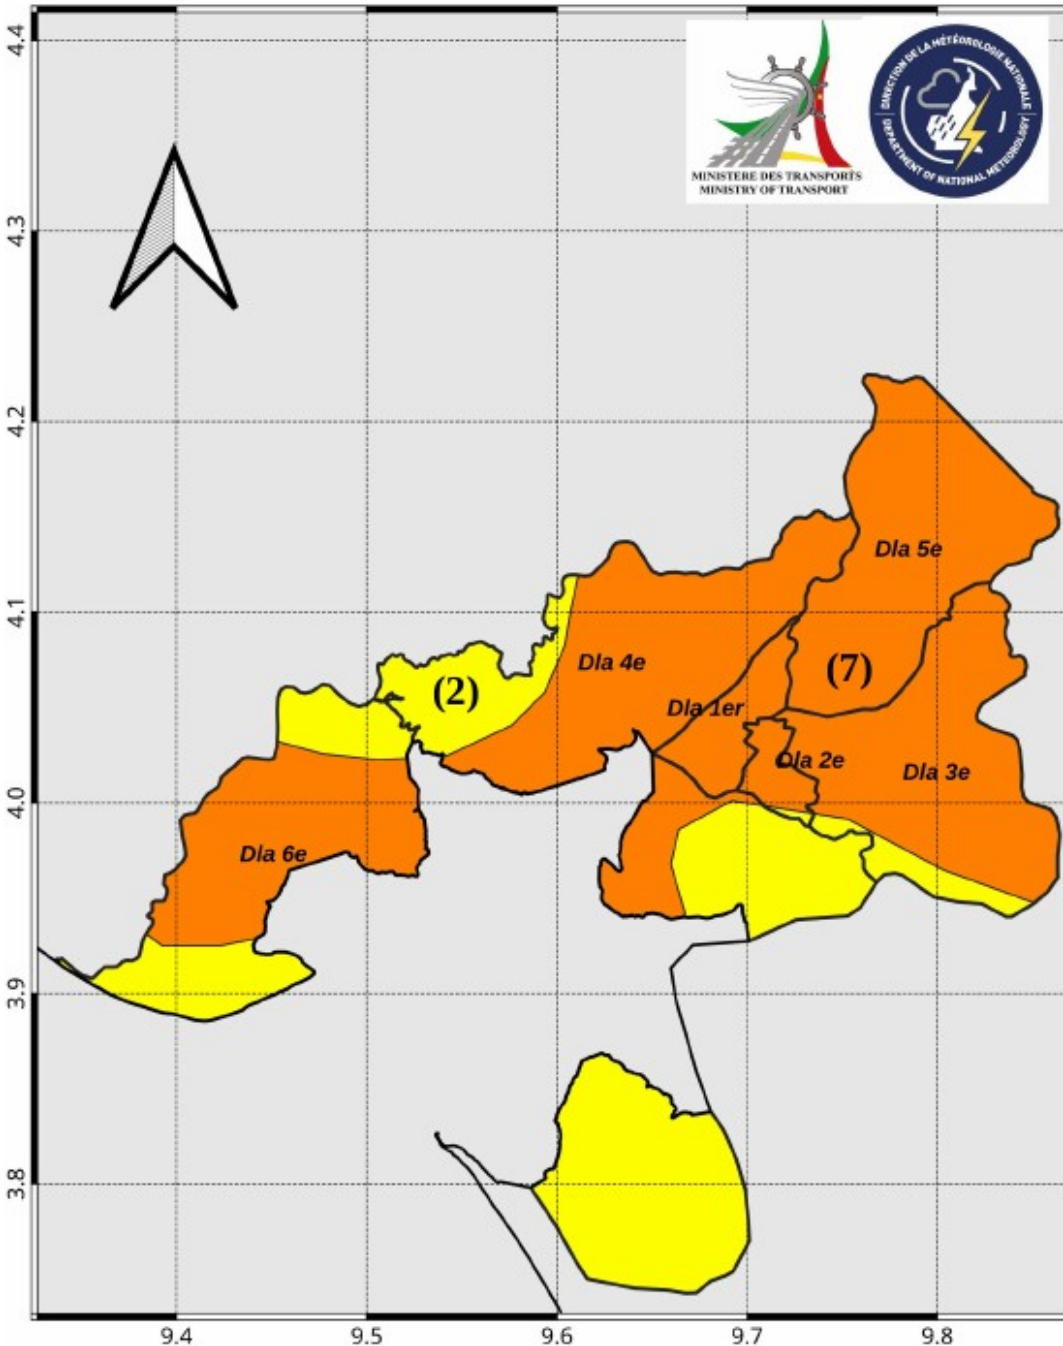 4.4
MINISTERE DES TRANSPORTS
MINISTRY OF TRANSPORT
DIRECTION DE LA MÉTÉOROLOGIE NATIONALE
DEPARTMENT OF NATIONAL METEOROLOGY
4.3
4.2
Dla 5e
4.1
Dla 4e
(7)
(2)
Dla 1er
Dla 2e
Dla 3e
4.0
Dla 6e
3.9
3.8
9.4 9.5 9.6 9.7 9.8